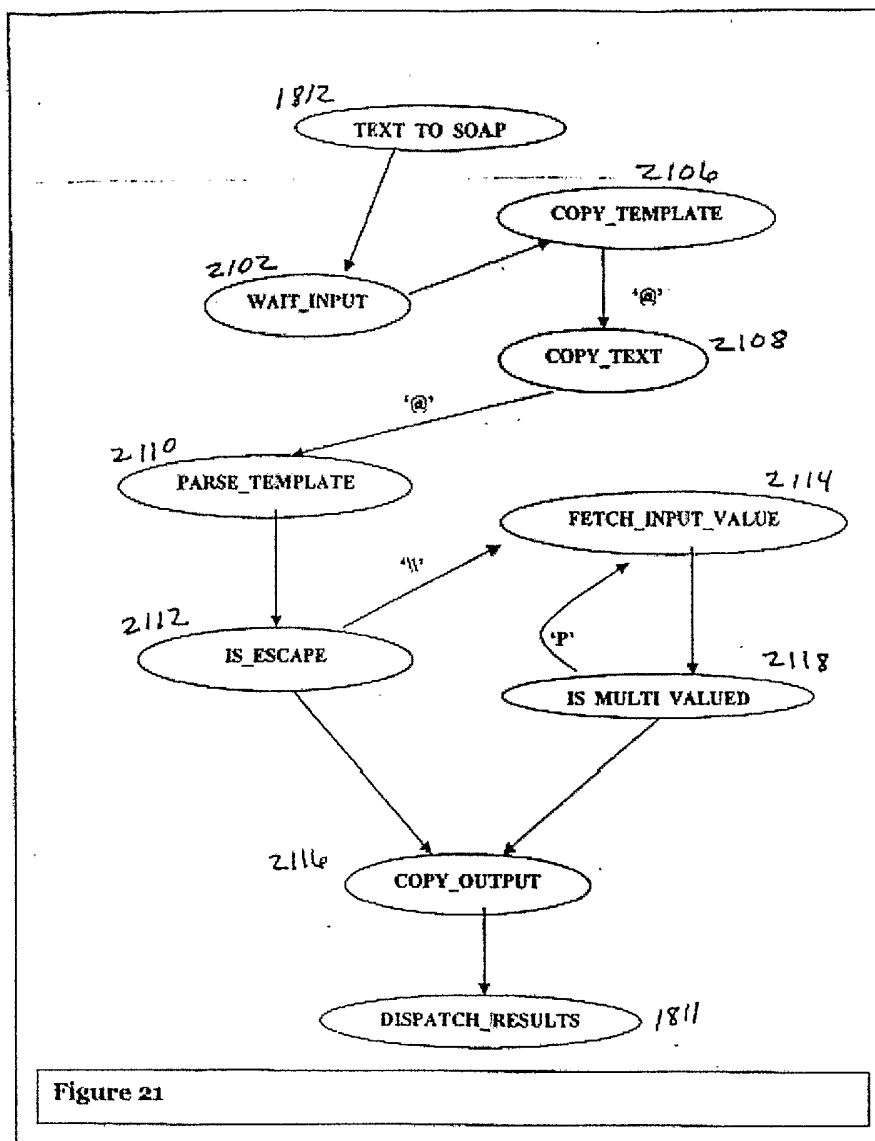 1812
TEXT TO SOAP
2106
COPY_TEMPLATE
2102
WAIT_INPUT
'@'
COPY_TEXT
2108
'@'
2110
PARSE_TEMPLATE
2114
FETCH_INPUT_VALUE
'\\'
2112
IS_ESCAPE
'P'
2118
IS MULTI VALUED
2116
COPY_OUTPUT
DISPATCH_RESULTS
1811
Figure 21